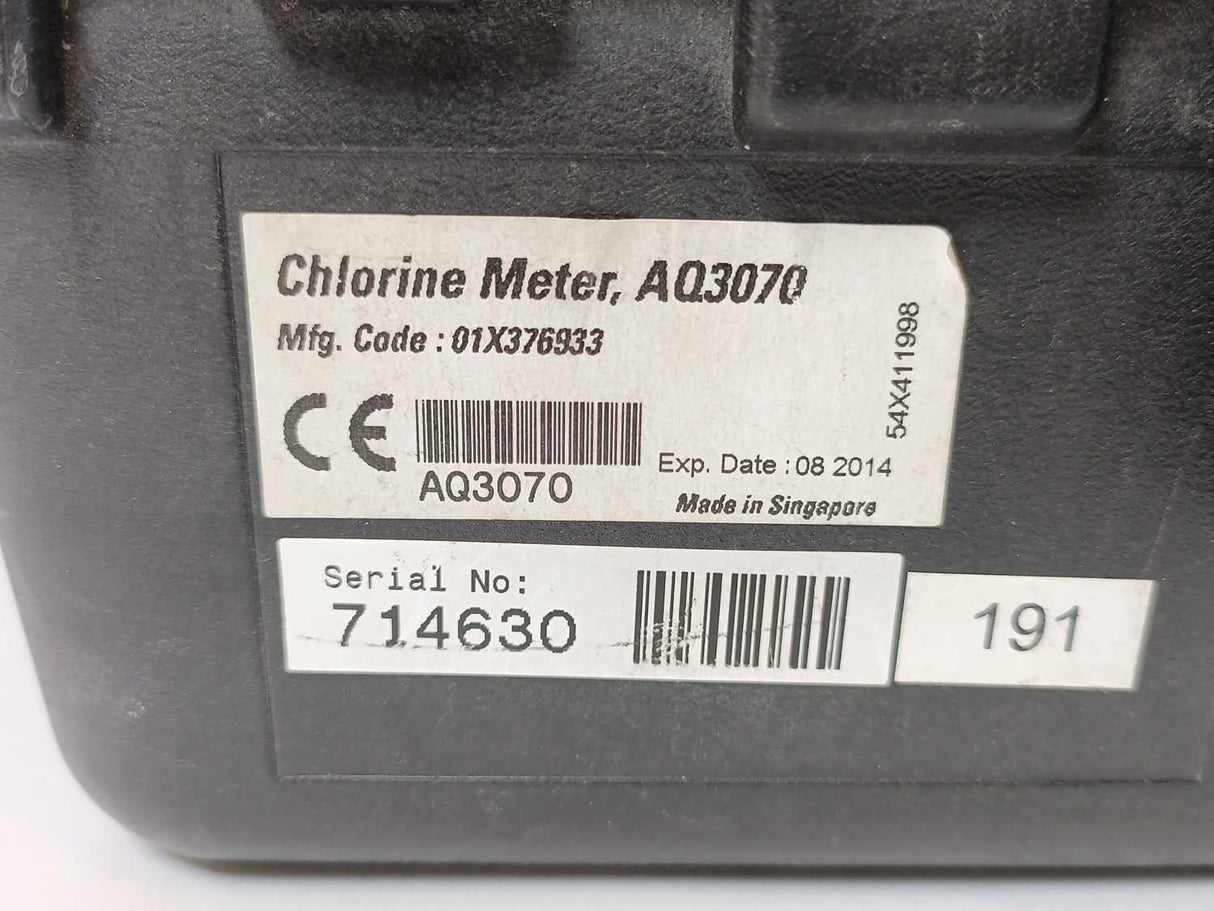 Chlorine Meter, AQ3070
Mfg. Code : 01X376933
CE
AQ3070
Exp. Date : 08 2014
Made in Singapore
54X411998
Serial No:
714630
191